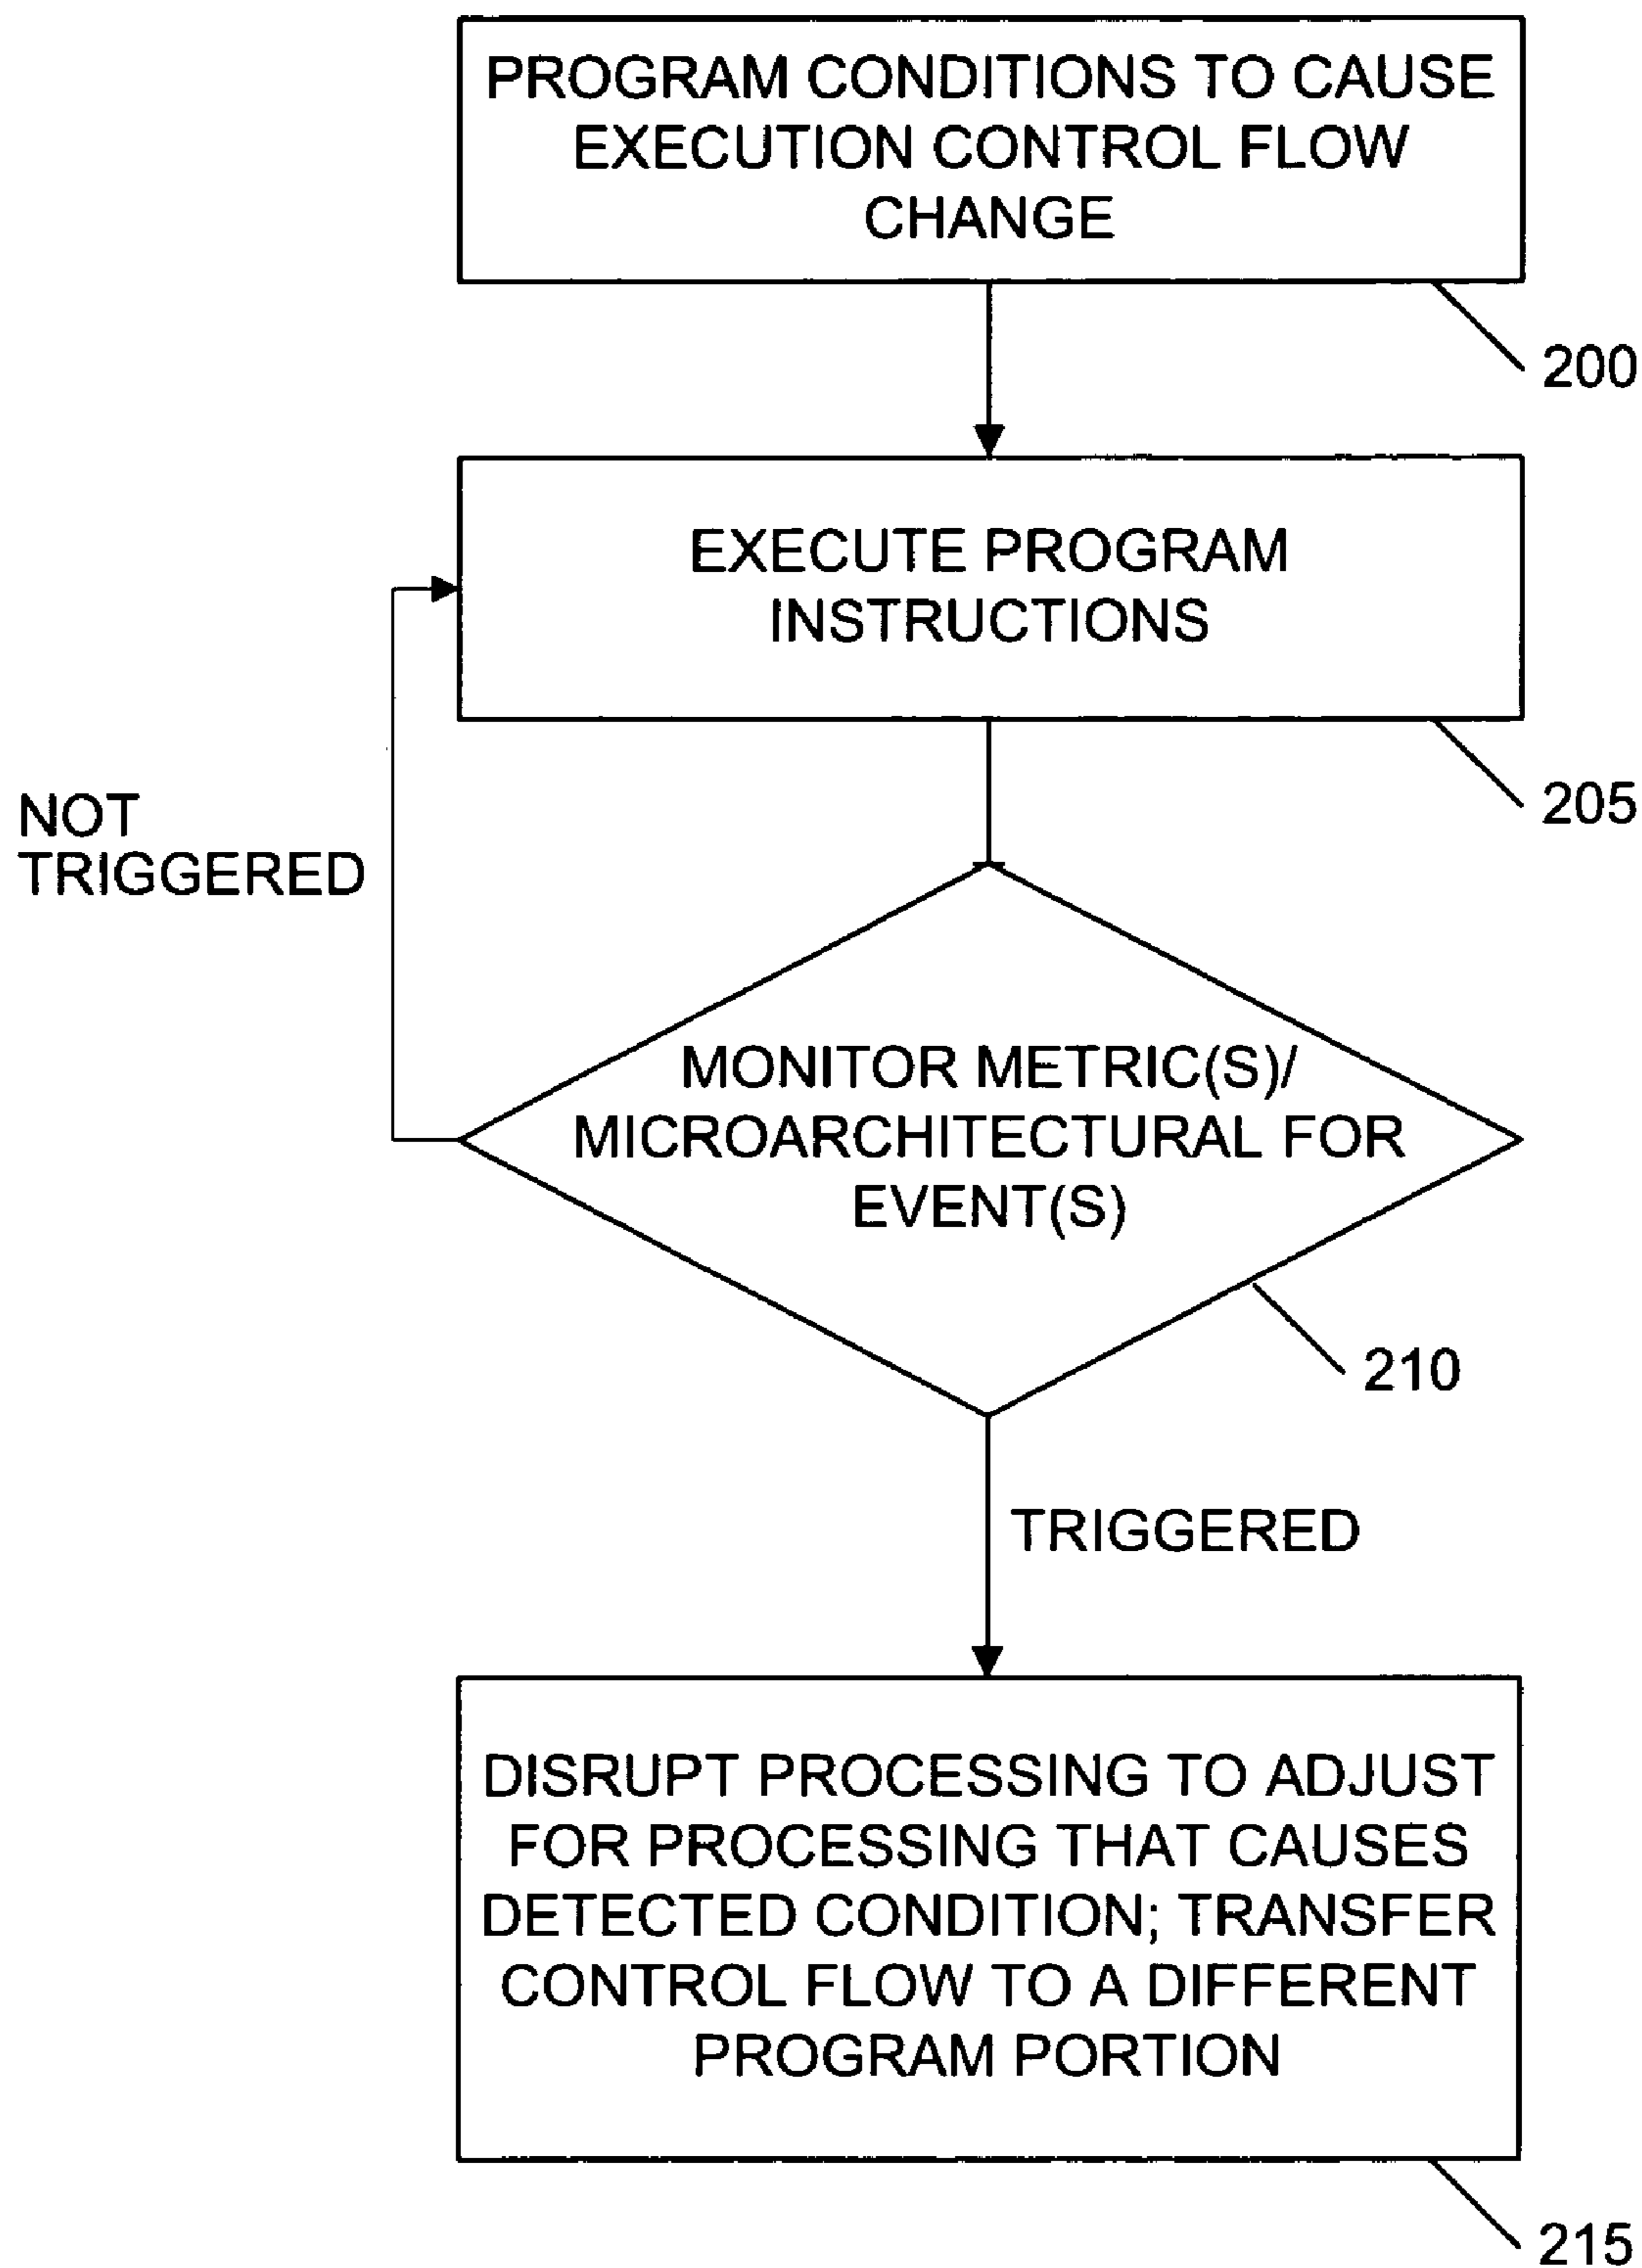 PROGRAM CONDITIONS TO CAUSE
EXECUTION CONTROL FLOW
CHANGE
200
EXECUTE PROGRAM
INSTRUCTIONS
205
NOT
TRIGGERED
MONITOR METRIC(S)/
MICROARCHITECTURAL FOR
EVENT(S)
210
TRIGGERED
DISRUPT PROCESSING TO ADJUST
FOR PROCESSING THAT CAUSES
DETECTED CONDITION; TRANSFER
CONTROL FLOW TO A DIFFERENT
PROGRAM PORTION
215